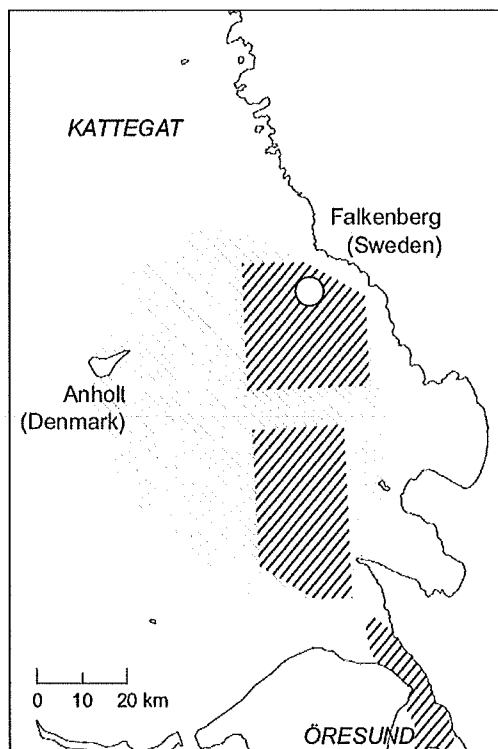 KATTEGAT
Falkenberg
(Sweden)
Anholt
(Denmark)
0 10 20 km
ÖRESUND